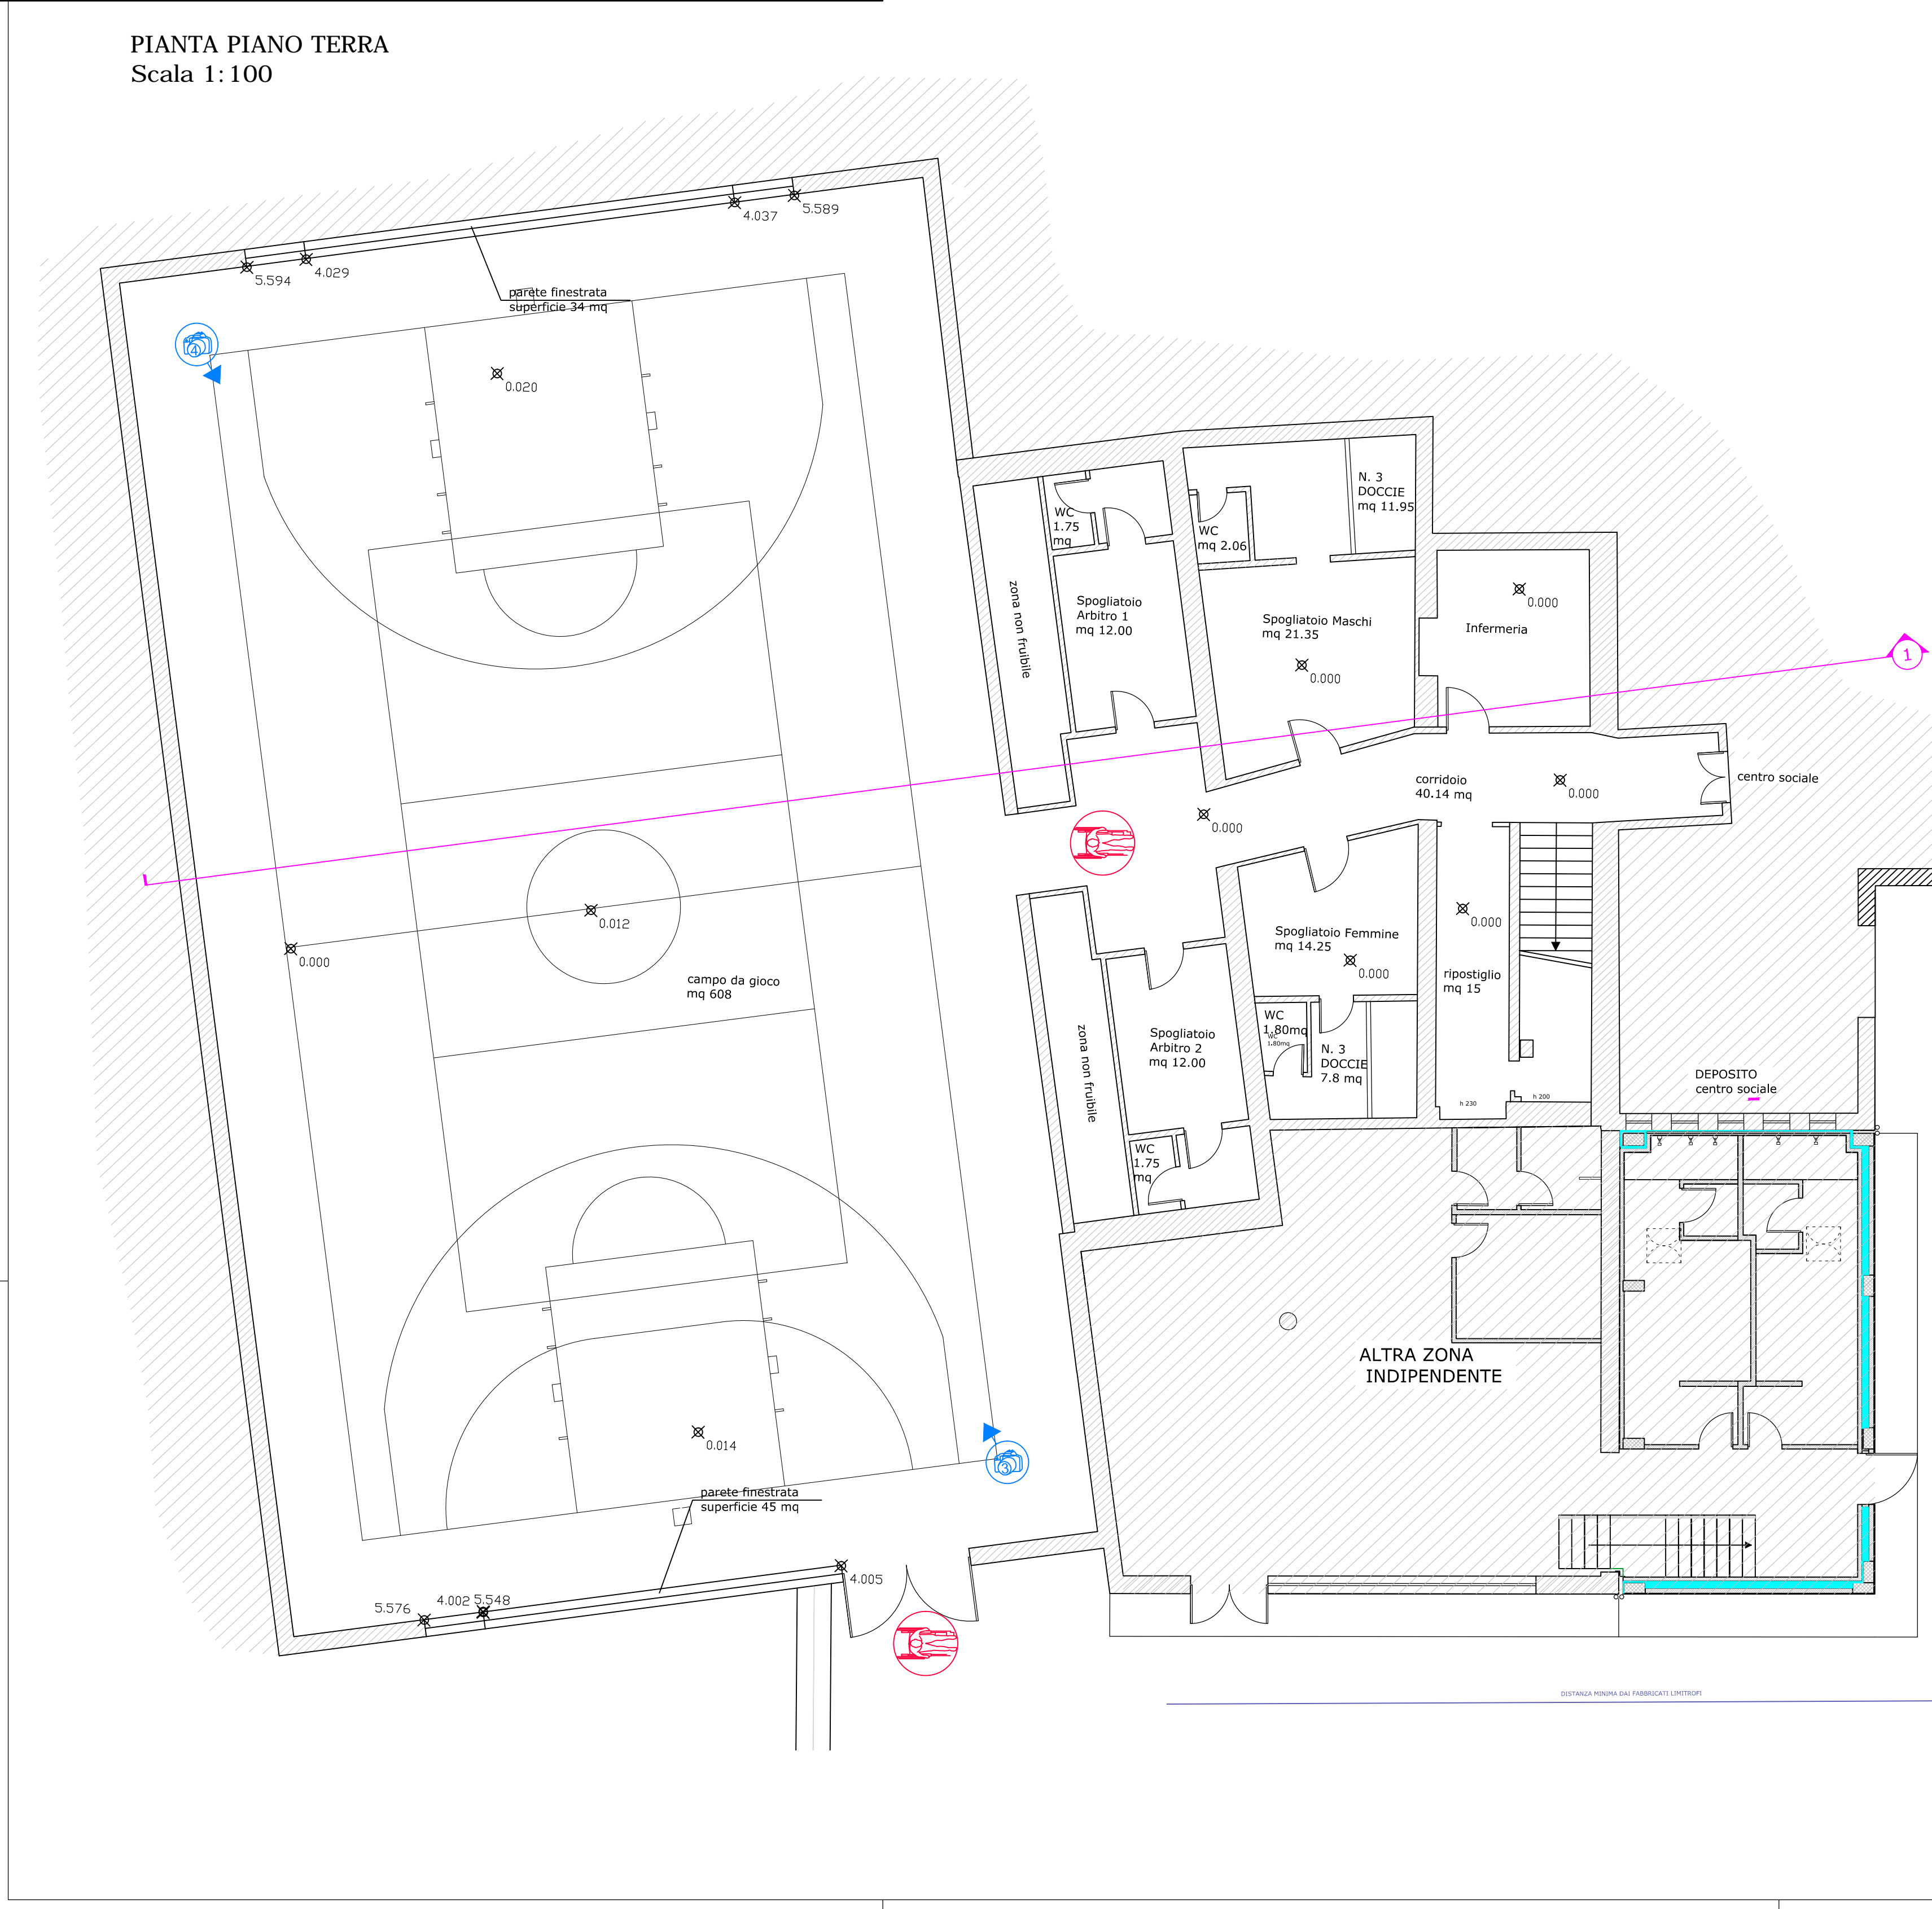 PIANTA PIANO TERRA
Scala 1:100
4.037
5.589
5.594
4.029
parete finestrata
superficie 34 mq
4
0.020
N. 3
DOCCIE
mq 11.95
WC
1.75
mq
WC
mq 2.06
zona non fruibile
Spogliatoio
Arbitro 1
mq 12.00
Spogliatoio Maschi
mq 21.35
0.000
0.000
Infermeria
1
corridoio
40.14 mq
0.000
centro sociale
0.000
0.012
0.000
campo da gioco
mq 608
Spogliatoio Femmine
mq 14.25
0.000
0.000
ripostiglio
mq 15
zona non fruibile
Spogliatoio
Arbitro 2
mq 12.00
WC
1.80mq
WC
1.80mq
N. 3
DOCCIE
7.8 mq
h 230
h 200
DEPOSITO
centro sociale
WC
1.75
mq
ALTRA ZONA
INDIPENDENTE
0.014
3
parete finestrata
superficie 45 mq
4.005
5.576
4.002
5.548
DISTANZA MINIMA DAI FABBRICATI LIMITROFI